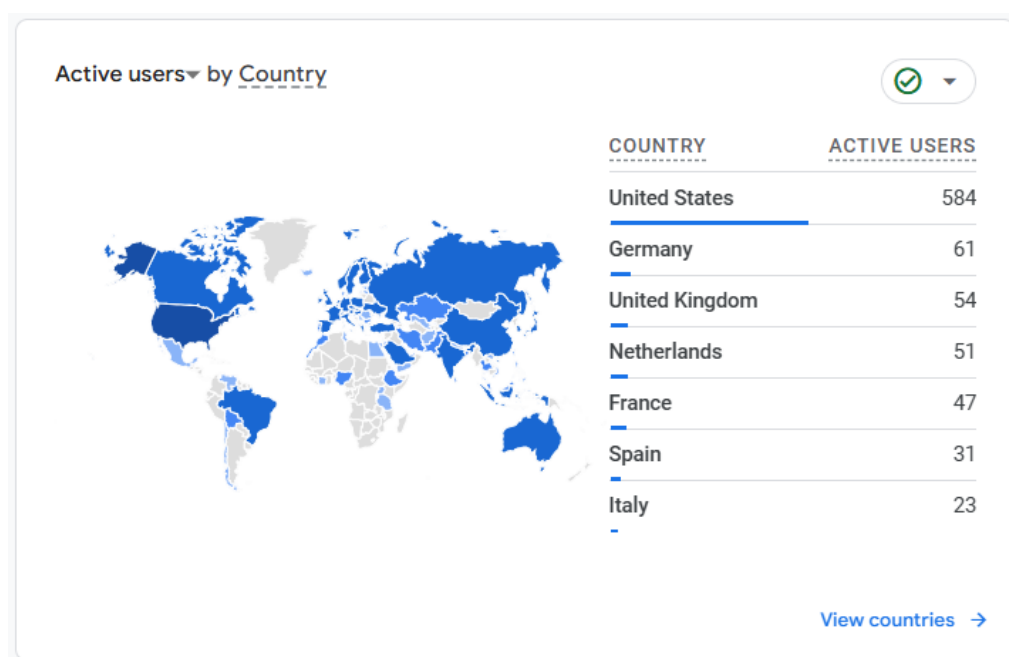 Active users by Country
COUNTRY ACTIVE USERS
United States 584
Germany 61
United Kingdom 54
Netherlands 51
France 47
Spain 31
Italy 23
View countries →